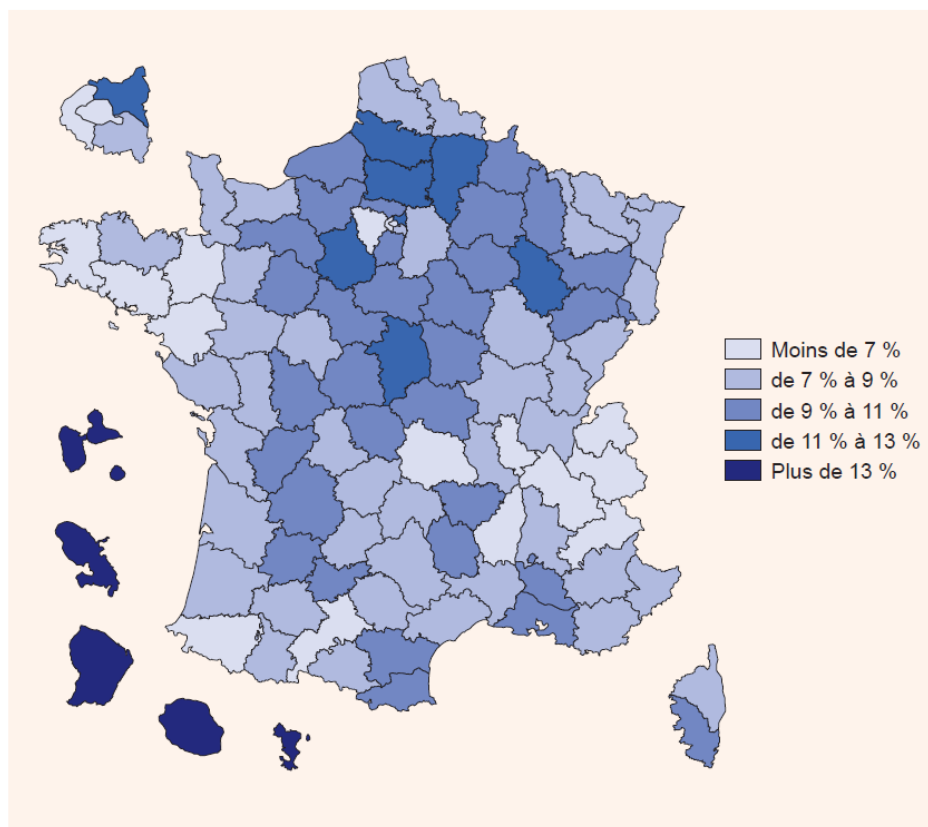 Moins de 7 %
de 7 % à 9 %
de 9 % à 11 %
de 11 % à 13 %
Plus de 13 %